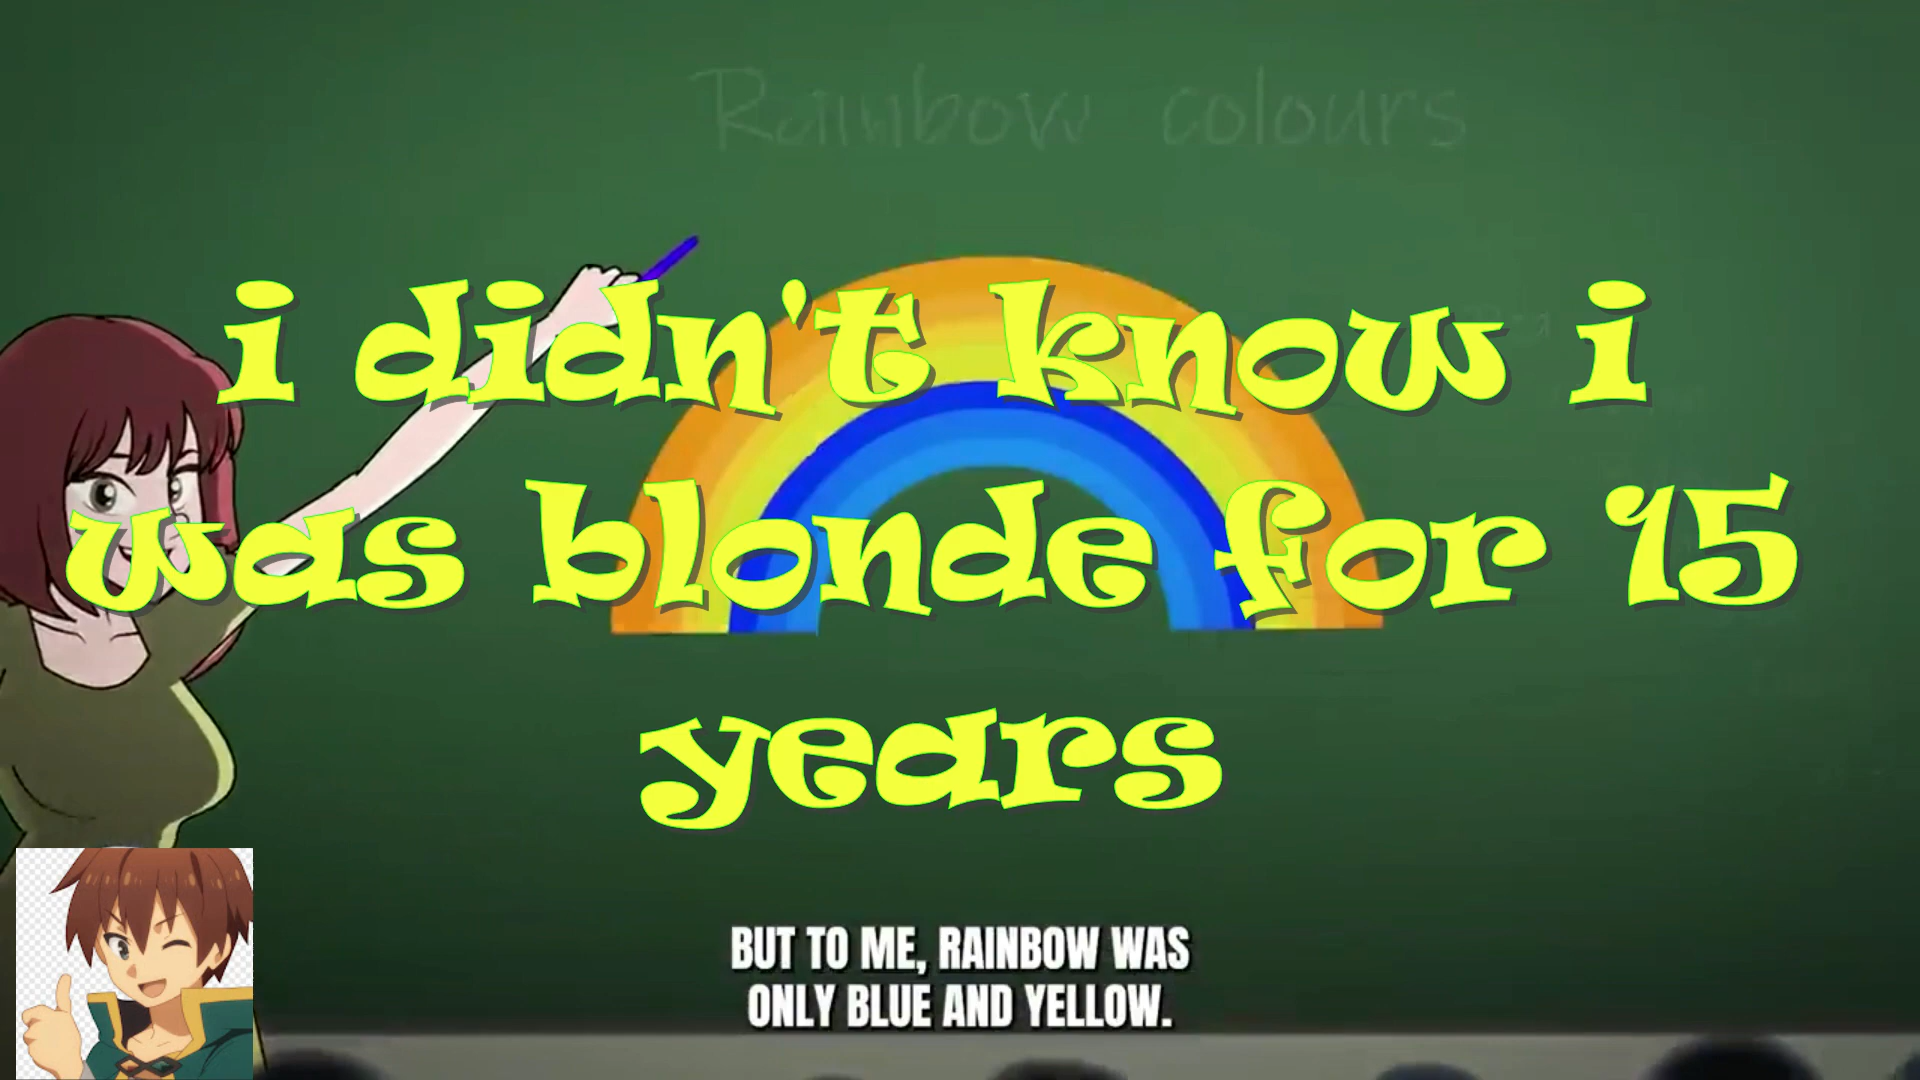 Rainbow colours
i didn't know i
was blonde for 15
years
BUT TO ME, RAINBOW WAS
ONLY BLUE AND YELLOW.